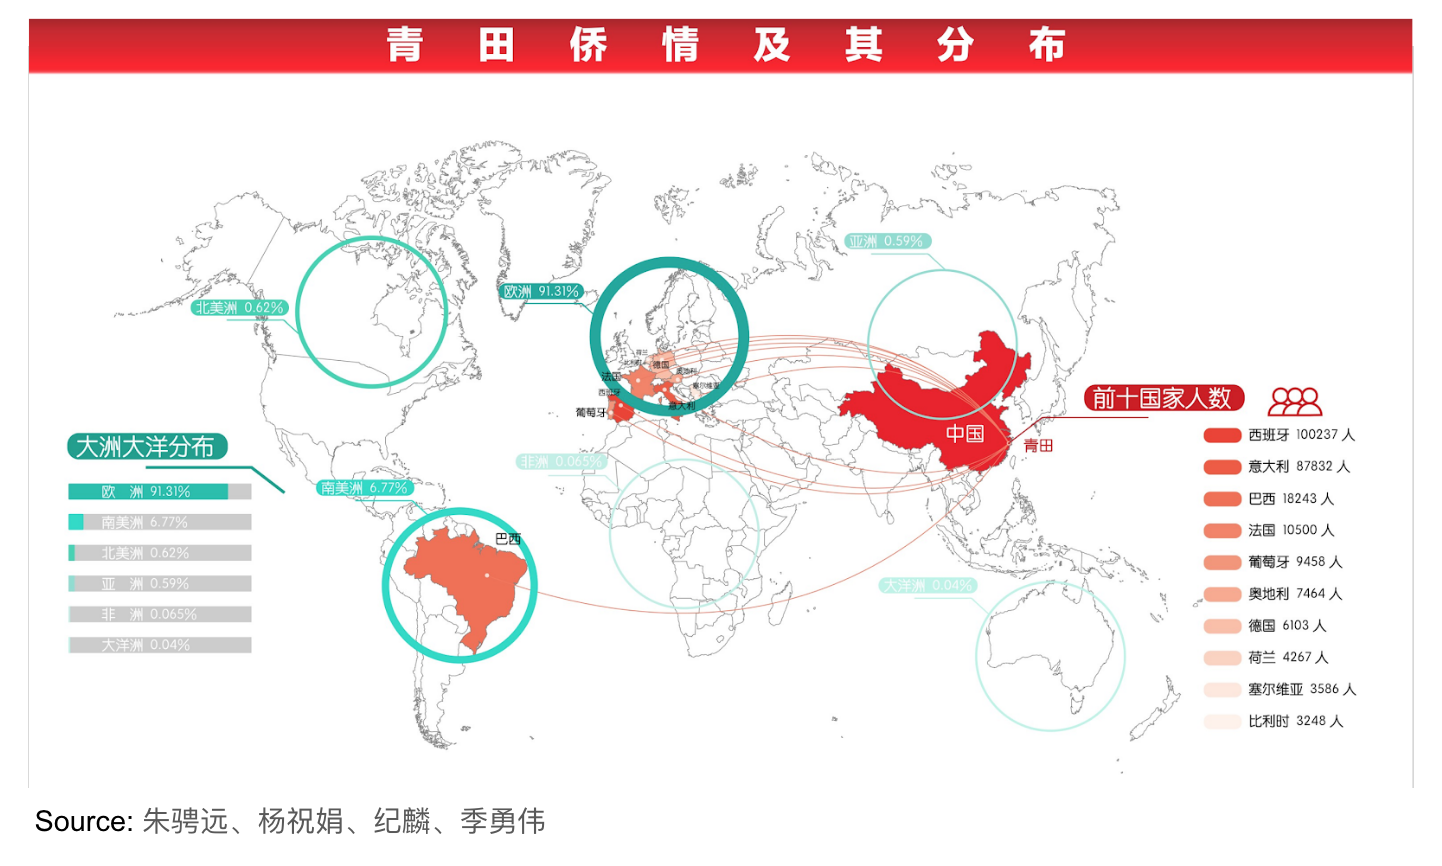 青田侨情及其分布
亚洲 0.59%
欧洲 91.31%
北美洲 0.62%
荷兰
比利时
德国
奥地利
法国
塞尔维亚
西班牙
意大利
葡萄牙
中国
青田
非洲 0.065%
南美洲 6.77%
巴西
大洋洲 0.04%
大洲大洋分布
欧 洲 91.31%
南美洲 6.77%
北美洲 0.62%
亚 洲 0.59%
非 洲 0.065%
大洋洲 0.04%
前十国家人数
西班牙 100237 人
意大利 87832 人
巴西 18243 人
法国 10500 人
葡萄牙 9458 人
奥地利 7464 人
德国 6103 人
荷兰 4267 人
塞尔维亚 3586 人
比利时 3248 人
Source: 朱骋远、杨祝娟、纪麟、季勇伟